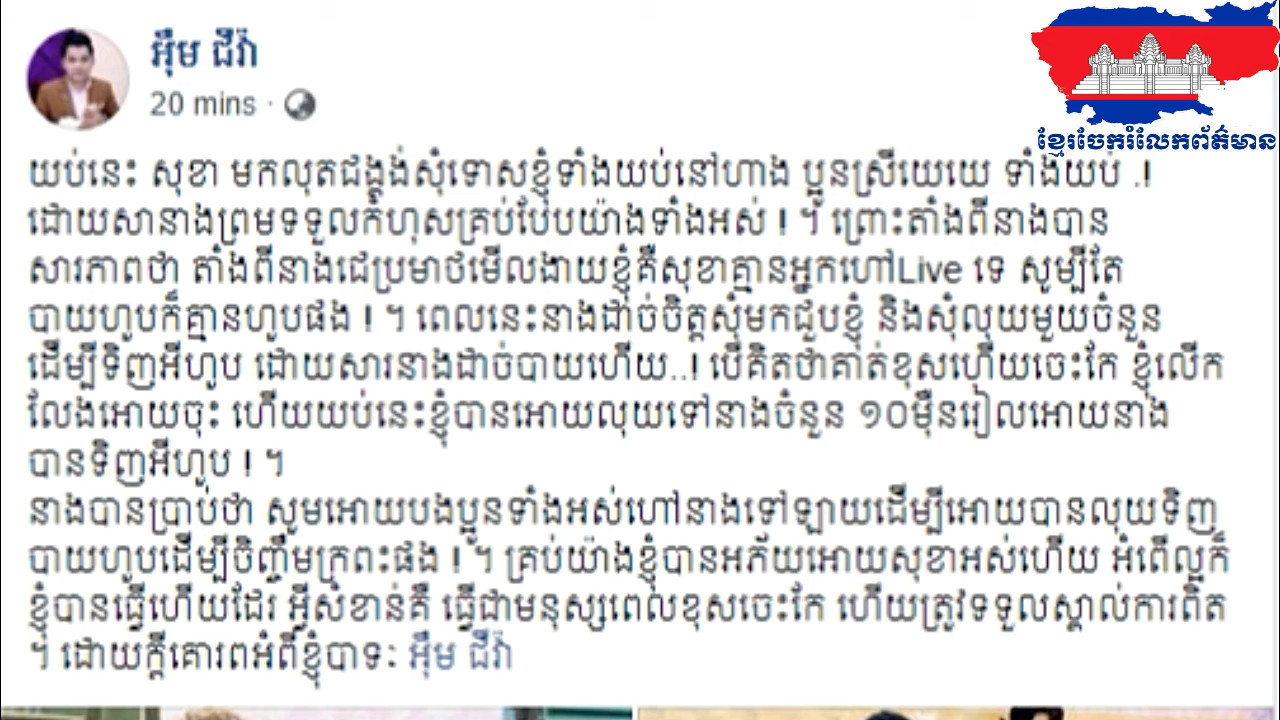 អ៊ឹម ជីវ៉ា
20 mins ·
ខ្មែរចែករំលែកព័ត៌មាន
យប់នេះ សុខា មកលុតជង្គង់សុំទោសខ្ញុំទាំងយប់នៅហាង ប្អូនស្រីយេយេ ទាំងយប់ .!
ដោយសានាងព្រមទទួលកំហុសគ្រប់បែបយ៉ាងទាំងអស់ ! ។ ព្រោះតាំងពីនាងបាន
សារភាពថា តាំងពីនាងជេប្រមាថមើលងាយខ្ញុំគឺសុខាគ្មានអ្នកហៅLive ទេ សូម្បីតែ
បាយហូបក៏គ្មានហូបផង ! ។ ពេលនេះនាងដាច់ចិត្តសុំមកជួបខ្ញុំ និងសុំលុយមួយចំនួន
ដើម្បីទិញអីហូប ដោយសារនាងដាច់បាយហើយ..! បើគិតថាគាត់ខុសហើយចេះកែ ខ្ញុំលើក
លែងអោយចុះ ហើយយប់នេះខ្ញុំបានអោយលុយទៅនាងចំនួន ១០ម៉ឺនរៀលអោយនាង
បានទិញអីហូប ! ។
នាងបានប្រាប់ថា សូមអោយបងប្អូនទាំងអស់ហៅនាងទៅឡាយដើម្បីអោយបានលុយទិញ
បាយហូបដើម្បីចិញ្ចឹមក្រពះផង ! ។ គ្រប់យ៉ាងខ្ញុំបានអភ័យអោយសុខាអស់ហើយ អំពើល្អក៏
ខ្ញុំបានធ្វើហើយដែរ អ្វីសំខាន់គឺ ធ្វើជាមនុស្សពេលខុសចេះកែ ហើយត្រូវទទួលស្គាល់ការពិត
។ ដោយក្តីគោរពអំពីខ្ញុំបាទៈ អ៊ឹម ជីវ៉ា